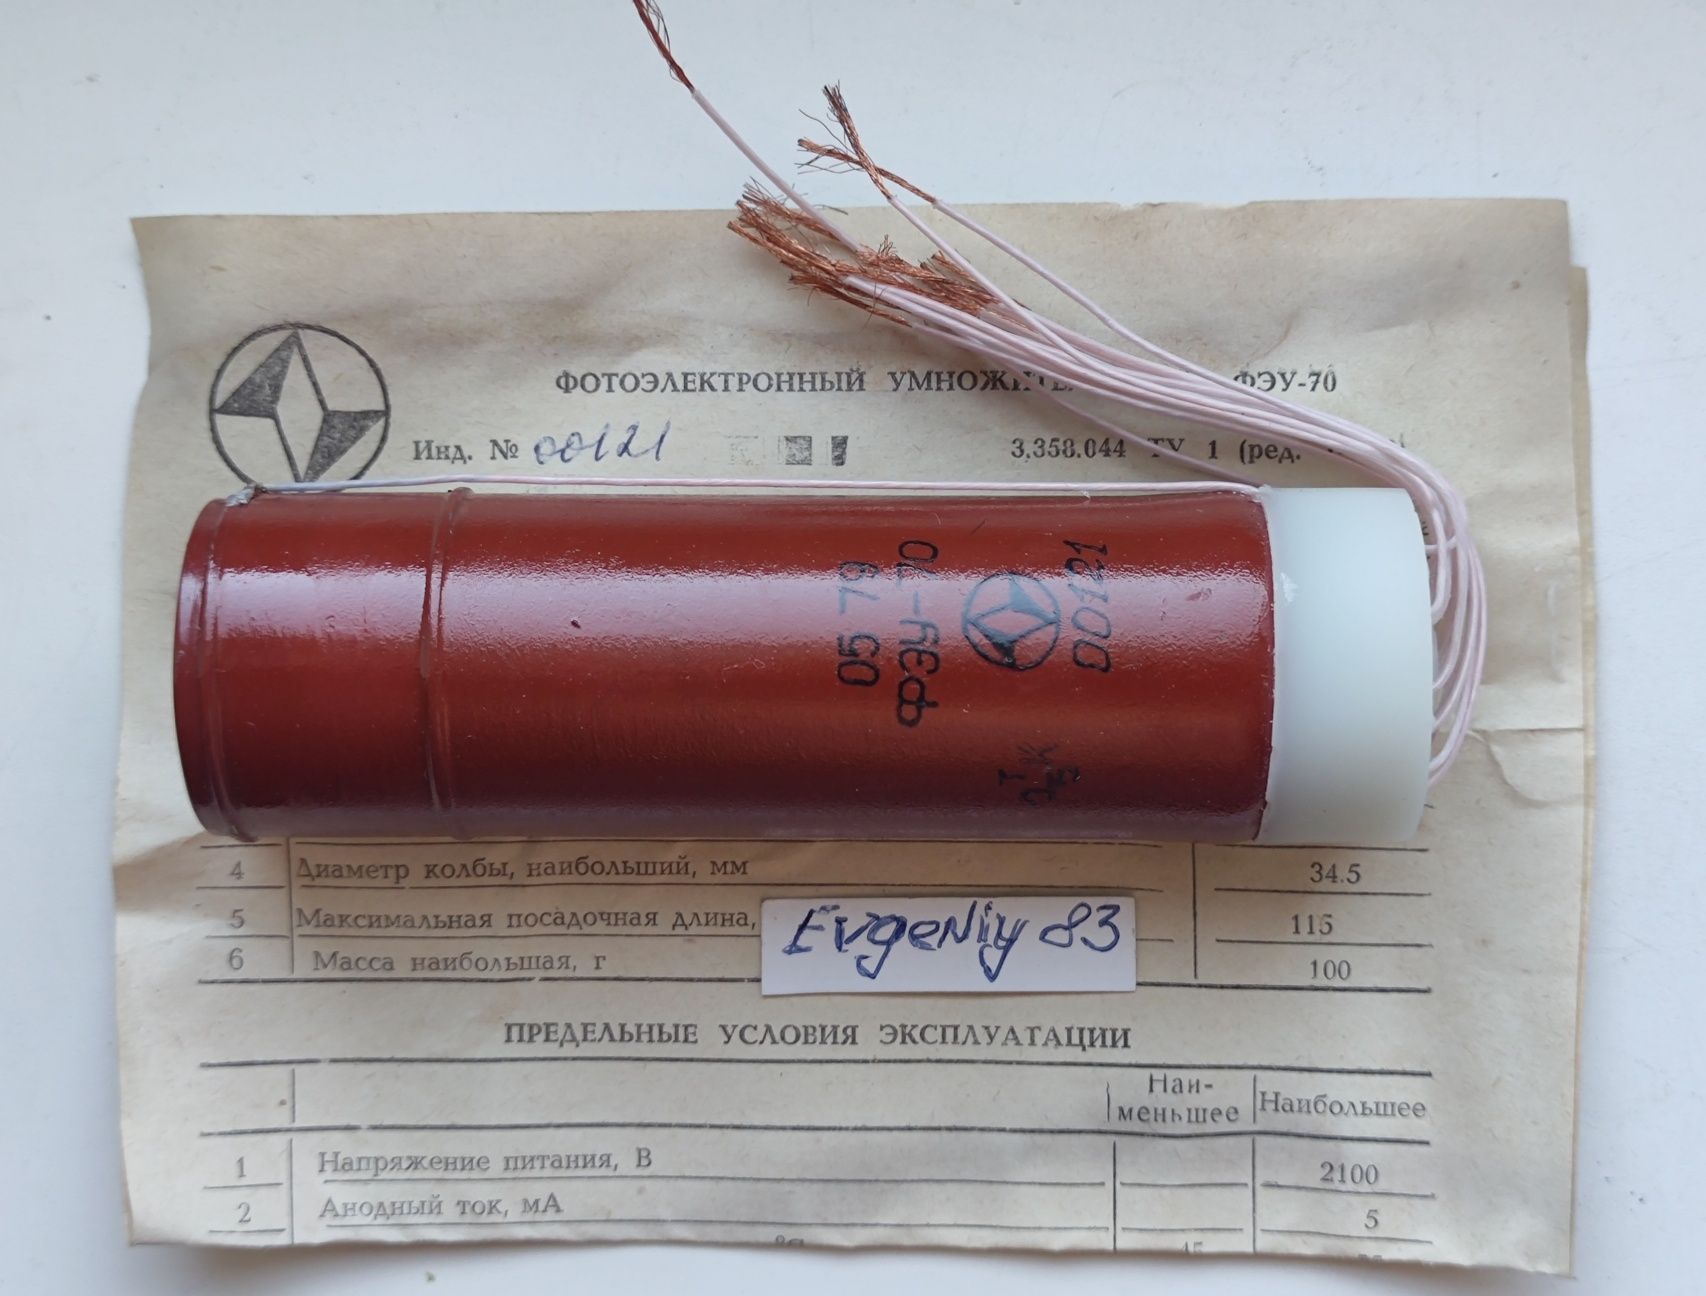 ФОТОЭЛЕКТРОННЫЙ УМНОЖИТЕ ФЭУ-70
Инд. № 00121 3.358.044 ТУ 1 (ред.
05 79
ФЭУ-70
00121
4 Диаметр колбы, наибольший, мм 34.5
5 Максимальная посадочная длина, 115
6 Масса наибольшая, г 100
Evgeniy 83
ПРЕДЕЛЬНЫЕ УСЛОВИЯ ЭКСПЛУАТАЦИИ
Наи-
меньшее Наибольшее
1 Напряжение питания, В 2100
2 Анодный ток, мА 5